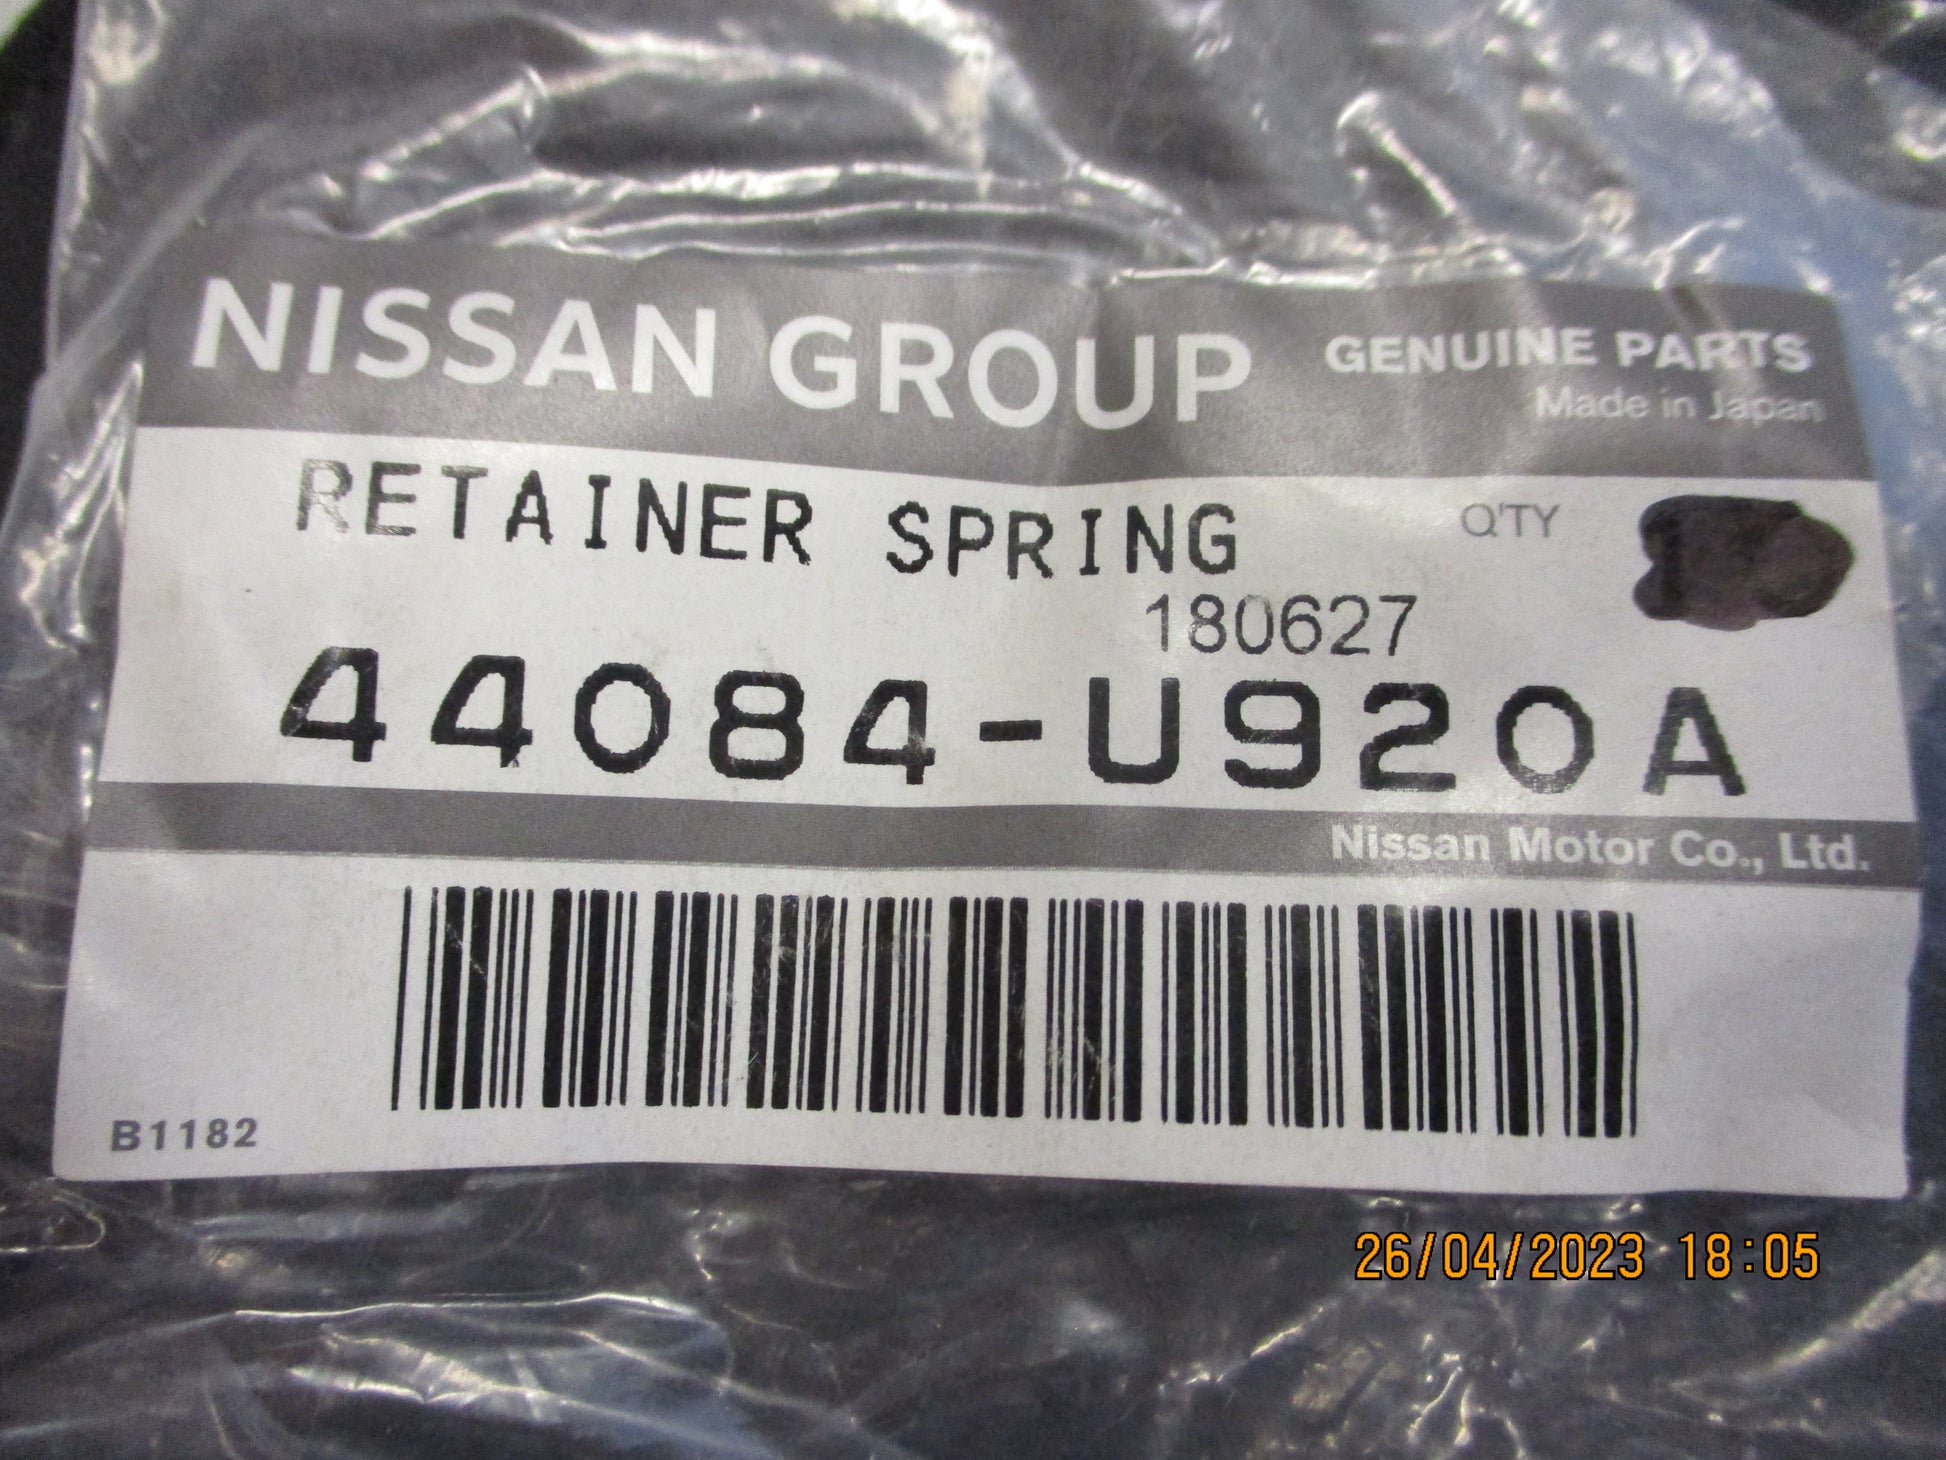 NISSAN GROUP GENUINE PARTS
Made in Japan
RETAINER SPRING Q'TY
180627
44084-U920A
Nissan Motor Co., Ltd.
B1182
26/04/2023 18:05